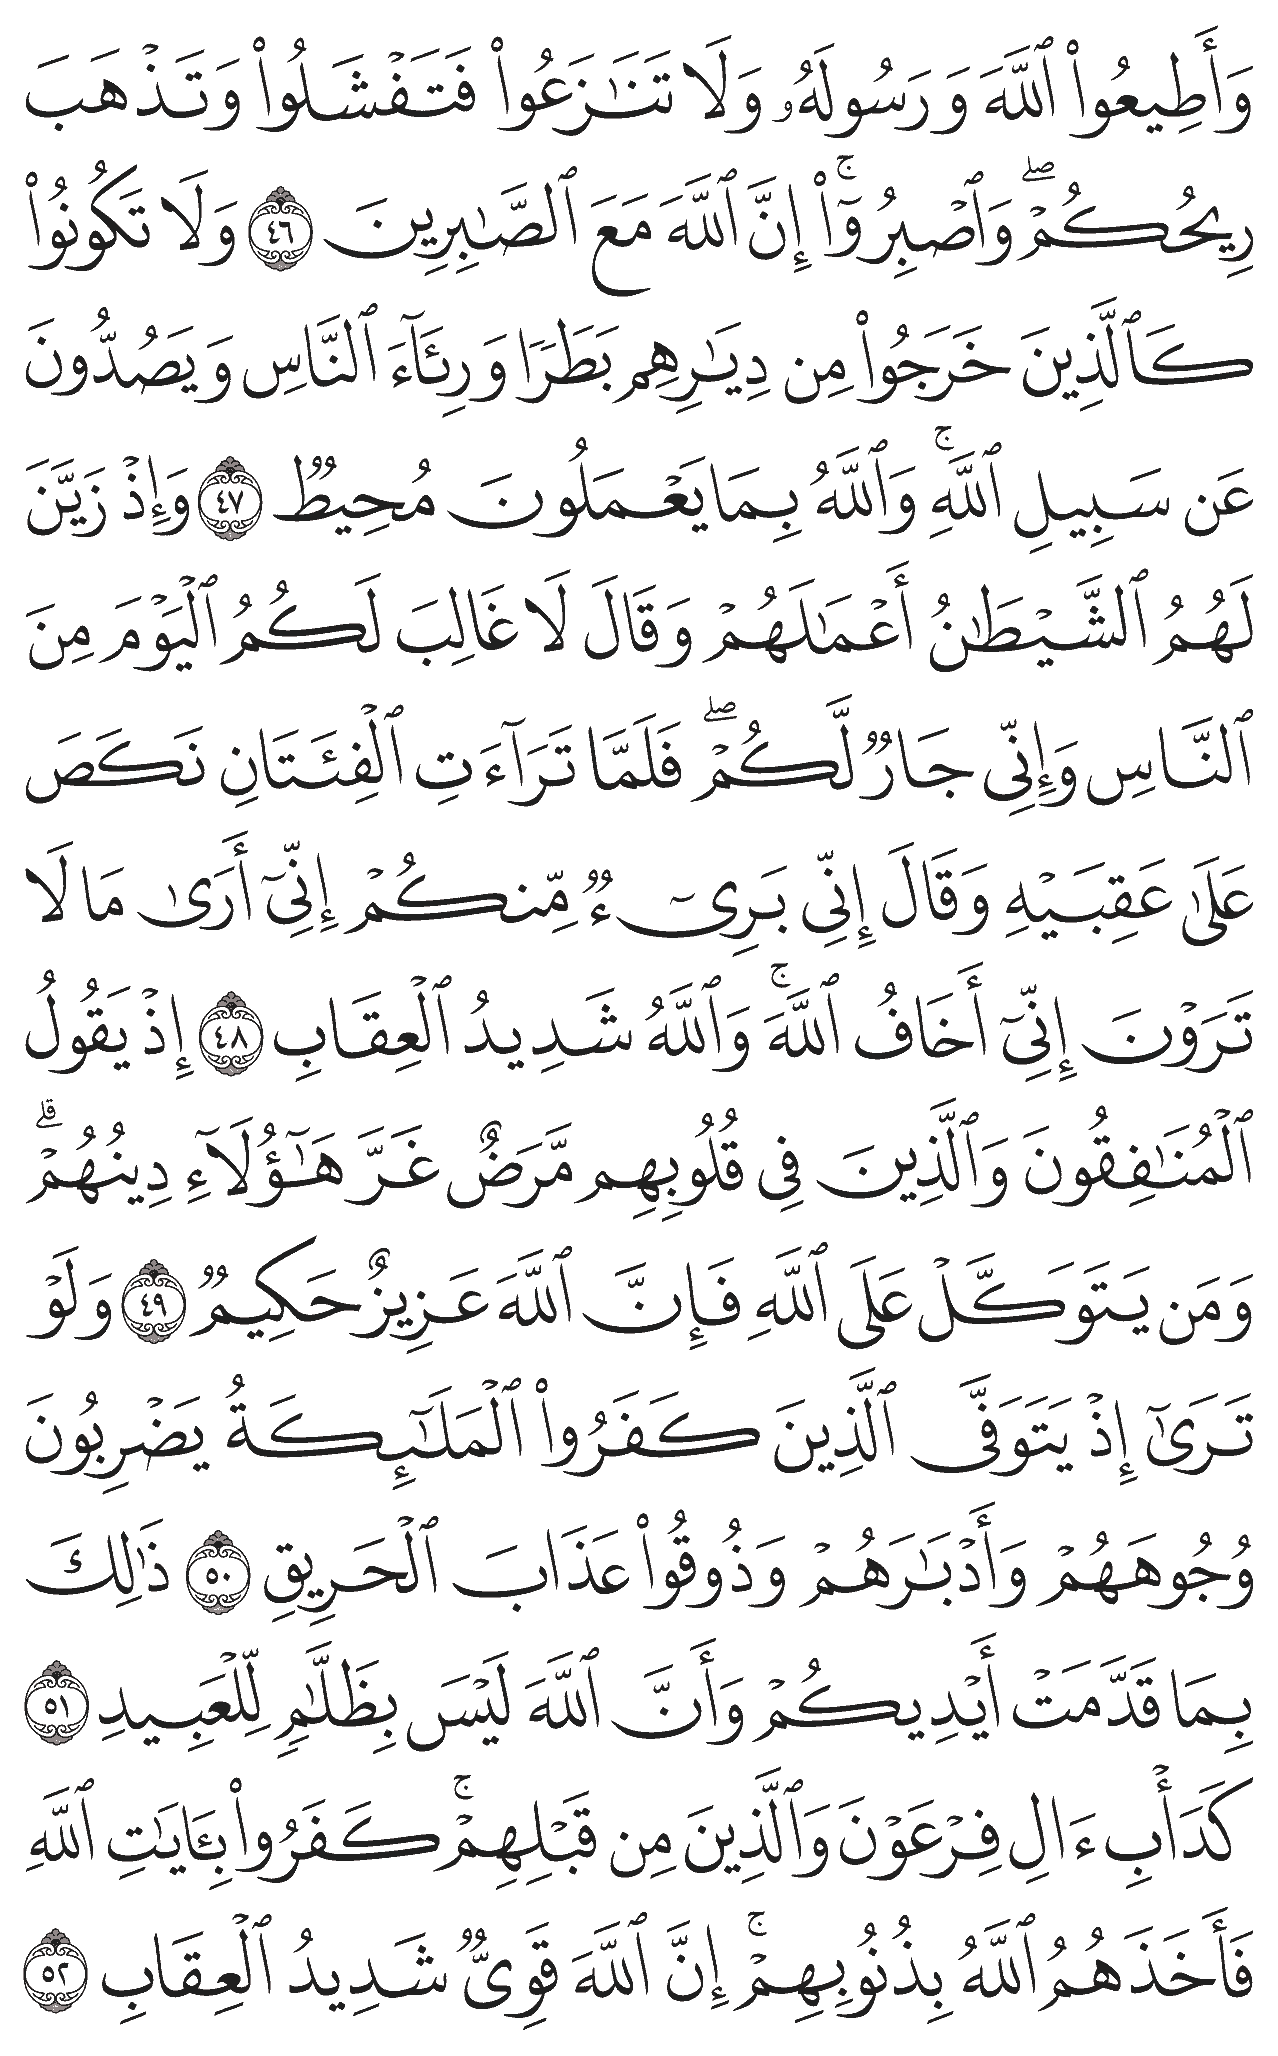 وَأَطِيعُوا۟ ٱللَّهَ وَرَسُولَهُۥ وَلَا تَنَـٰزَعُوا۟ فَتَفْشَلُوا۟ وَتَذْهَبَ
رِيحُكُمْ ۖ وَٱصْبِرُوٓا۟ ۚ إِنَّ ٱللَّهَ مَعَ ٱلصَّـٰبِرِينَ ٤٦ وَلَا تَكُونُوا۟
كَٱلَّذِينَ خَرَجُوا۟ مِن دِيَـٰرِهِم بَطَرًا وَرِئَآءَ ٱلنَّاسِ وَيَصُدُّونَ
عَن سَبِيلِ ٱللَّهِ ۚ وَٱللَّهُ بِمَا يَعْمَلُونَ مُحِيطٌ ٤٧ وَإِذْ زَيَّنَ
لَهُمُ ٱلشَّيْطَـٰنُ أَعْمَـٰلَهُمْ وَقَالَ لَا غَالِبَ لَكُمُ ٱلْيَوْمَ مِنَ
ٱلنَّاسِ وَإِنِّى جَارٌ لَّكُمْ ۖ فَلَمَّا تَرَآءَتِ ٱلْفِئَتَانِ نَكَصَ
عَلَىٰ عَقِبَيْهِ وَقَالَ إِنِّى بَرِىٓءٌ مِّنكُمْ إِنِّىٓ أَرَىٰ مَا لَا
تَرَوْنَ إِنِّىٓ أَخَافُ ٱللَّهَ ۚ وَٱللَّهُ شَدِيدُ ٱلْعِقَابِ ٤٨ إِذْ يَقُولُ
ٱلْمُنَـٰفِقُونَ وَٱلَّذِينَ فِى قُلُوبِهِم مَّرَضٌ غَرَّ هَـٰٓؤُلَآءِ دِينُهُمْ ۗ
وَمَن يَتَوَكَّلْ عَلَى ٱللَّهِ فَإِنَّ ٱللَّهَ عَزِيزٌ حَكِيمٌ ٤٩ وَلَوْ
تَرَىٰٓ إِذْ يَتَوَفَّى ٱلَّذِينَ كَفَرُوا۟ ٱلْمَلَـٰٓئِكَةُ يَضْرِبُونَ
وُجُوهَهُمْ وَأَدْبَـٰرَهُمْ وَذُوقُوا۟ عَذَابَ ٱلْحَرِيقِ ٥٠ ذَٰلِكَ
بِمَا قَدَّمَتْ أَيْدِيكُمْ وَأَنَّ ٱللَّهَ لَيْسَ بِظَلَّـٰمٍ لِّلْعَبِيدِ ٥١
كَدَأْبِ ءَالِ فِرْعَوْنَ وَٱلَّذِينَ مِن قَبْلِهِمْ ۚ كَفَرُوا۟ بِـَٔايَـٰتِ ٱللَّهِ
فَأَخَذَهُمُ ٱللَّهُ بِذُنُوبِهِمْ ۚ إِنَّ ٱللَّهَ قَوِىٌّ شَدِيدُ ٱلْعِقَابِ ٥٢